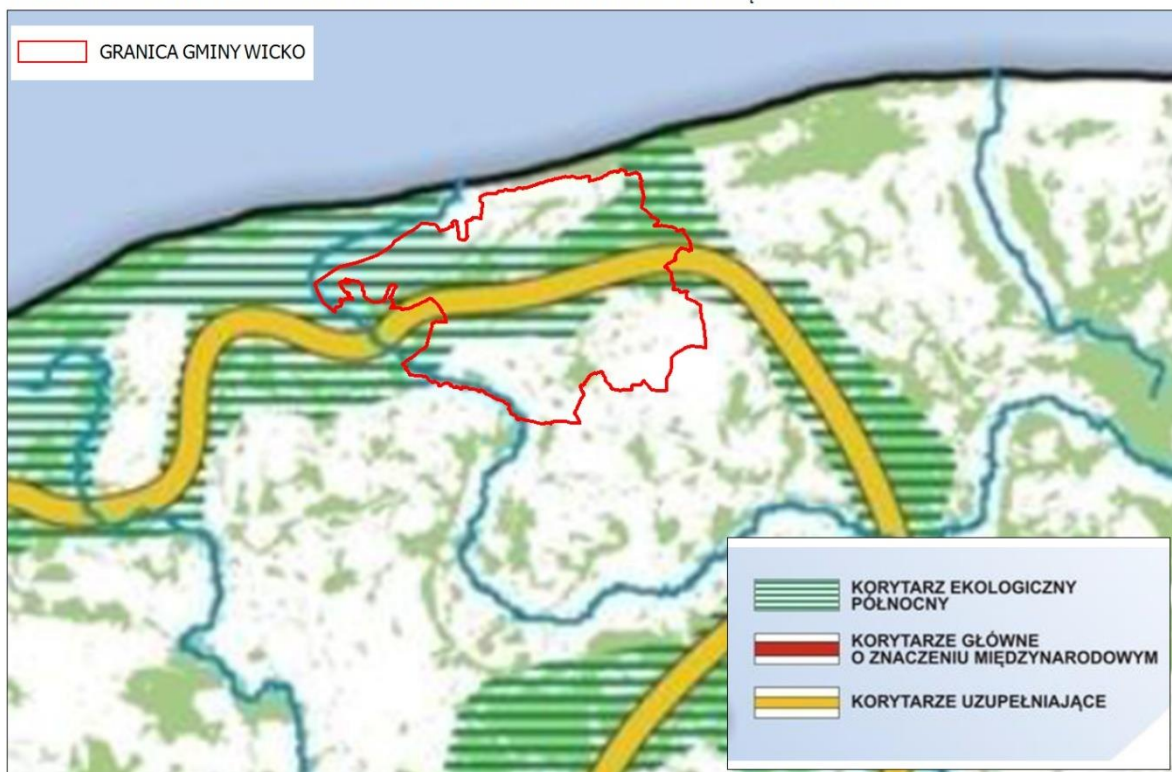 GRANICA GMINY WICKO
KORYTARZ EKOLOGICZNY
PÓŁNOCNY
KORYTARZE GŁÓWNE
O ZNACZENIU MIĘDZYNARODOWYM
KORYTARZE UZUPEŁNIAJĄCE